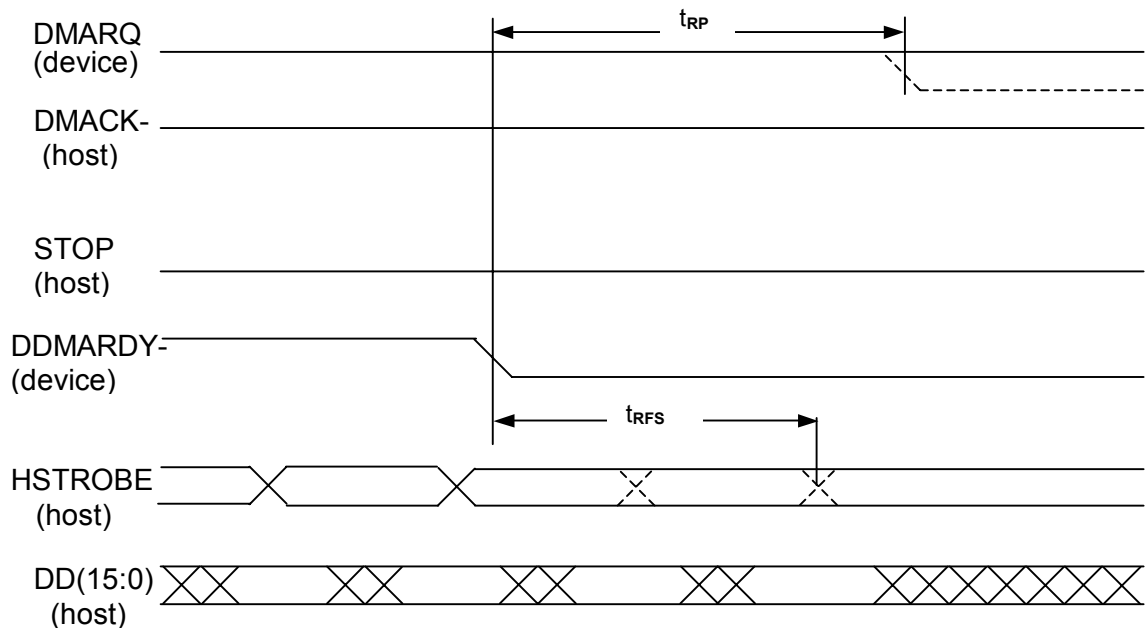 DMARQ
(device)
tRP
DMACK-
(host)
STOP
(host)
DDMARDY-
(device)
tRFS
HSTROBE
(host)
DD(15:0)
(host)